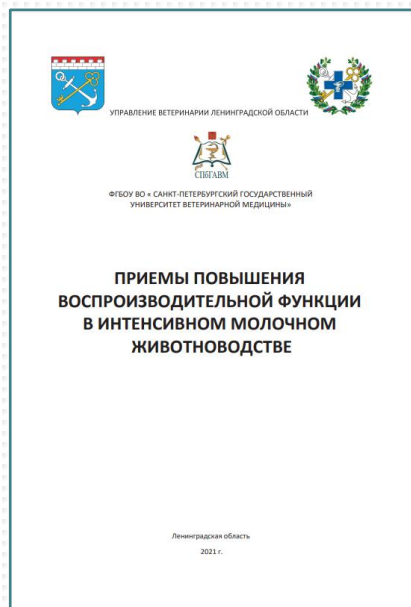 УПРАВЛЕНИЕ ВЕТЕРИНАРИИ ЛЕНИНГРАДСКОЙ ОБЛАСТИ
СПбГАВМ
ФГБОУ ВО « САНКТ-ПЕТЕРБУРГСКИЙ ГОСУДАРСТВЕННЫЙ
УНИВЕРСИТЕТ ВЕТЕРИНАРНОЙ МЕДИЦИНЫ»
ПРИЕМЫ ПОВЫШЕНИЯ
ВОСПРОИЗВОДИТЕЛЬНОЙ ФУНКЦИИ
В ИНТЕНСИВНОМ МОЛОЧНОМ
ЖИВОТНОВОДСТВЕ
Ленинградская область
2021 г.